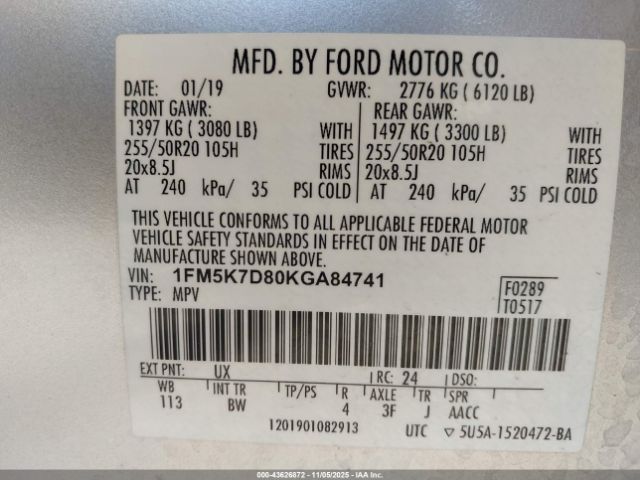 MFD. BY FORD MOTOR CO.
DATE: 01/19 GVWR: 2776 KG ( 6120 LB)
FRONT GAWR: REAR GAWR:
1397 KG ( 3080 LB) WITH 1497 KG ( 3300 LB) WITH
255/50R20 105H TIRES 255/50R20 105H TIRES
20x8.5J RIMS 20x8.5J RIMS
AT 240 kPa/ 35 PSI COLD AT 240 kPa/ 35 PSI COLD
THIS VEHICLE CONFORMS TO ALL APPLICABLE FEDERAL MOTOR
VEHICLE SAFETY STANDARDS IN EFFECT ON THE DATE OF
MANUFACTURE SHOWN ABOVE.
VIN: 1FM5K7D80KGA84741 F0289
TYPE: MPV T0517
EXT PNT: UX RC: 24 DSO:
WB INT TR TP/PS R AXLE TR SPR
113 BW 4 3F J AACC
1201901082913 UTC ▽ 5U5A-1520472-BA
000-43626872 - 11/05/2025 - IAAI.COM